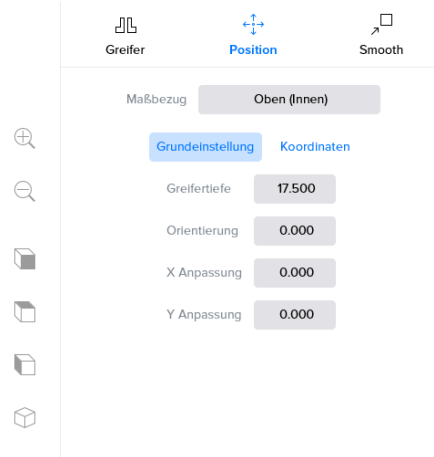 Greifer Position Smooth
Maßbezug Oben (Innen)
Grundeinstellung Koordinaten
Greifertiefe 17.500
Orientierung 0.000
X Anpassung 0.000
Y Anpassung 0.000